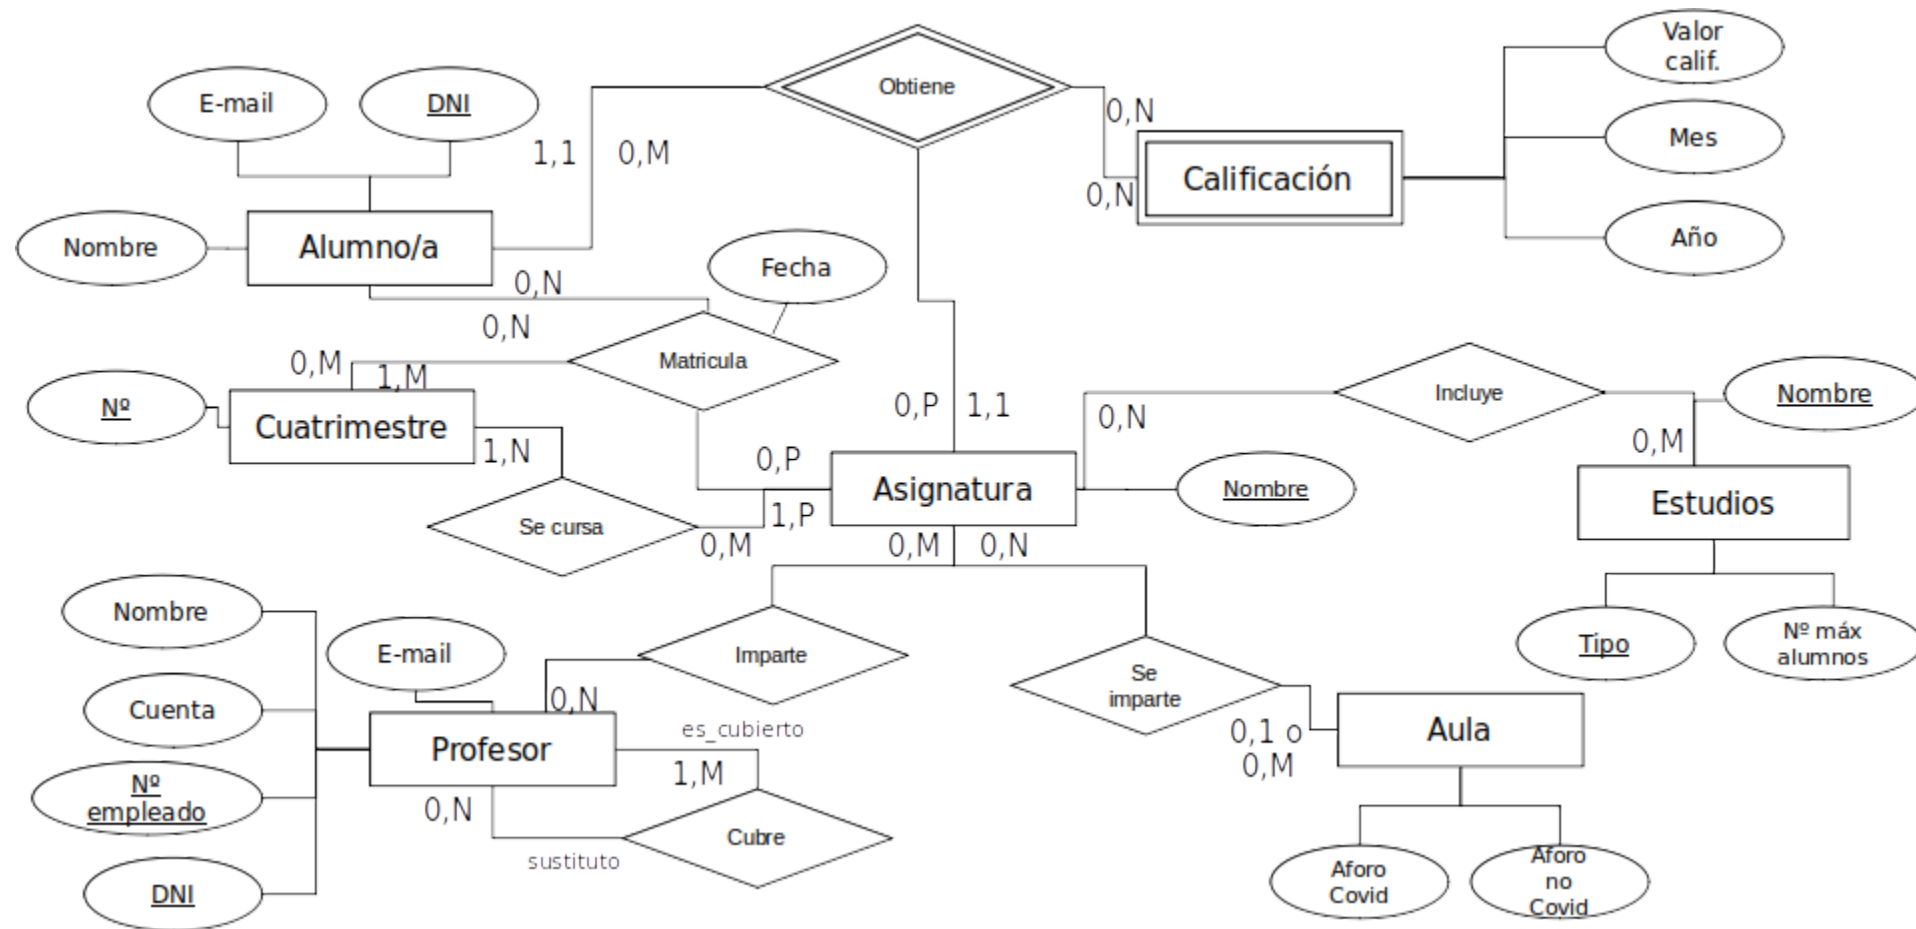 Valor
calif.
Obtiene
E-mail
DNI
0,N
Mes
1,1
0,M
Calificación
0,N
Nombre
Alumno/a
Año
Fecha
0,N
0,N
Matricula
0,M
1,M
Nº
Cuatrimestre
Incluye
Nombre
0,P
1,1
0,N
1,N
0,P
0,M
Asignatura
Nombre
Estudios
Se cursa
1,P
0,M
0,M
0,N
Nombre
E-mail
Imparte
Se
imparte
Tipo
Nº máx
alumnos
Cuenta
0,N
es_cubierto
Profesor
1,M
0,1 o
0,M
Aula
Nº
empleado
0,N
Cubre
sustituto
DNI
Aforo
Covid
Aforo
no
Covid